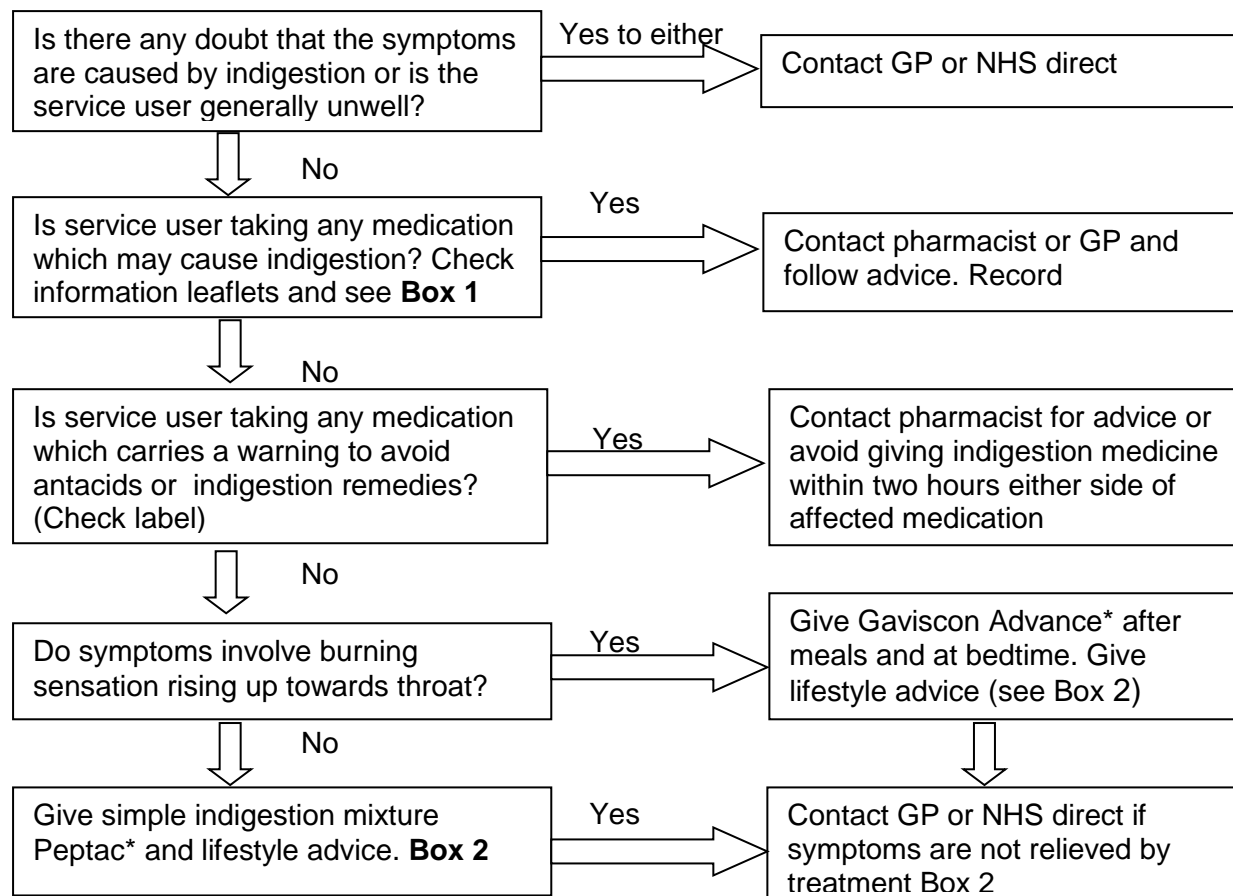 Is there any doubt that the symptoms
are caused by indigestion or is the
service user generally unwell?
Yes to either
Contact GP or NHS direct
No
Is service user taking any medication
which may cause indigestion? Check
information leaflets and see Box 1
Yes
Contact pharmacist or GP and
follow advice. Record
No
Is service user taking any medication
which carries a warning to avoid
antacids or indigestion remedies?
(Check label)
Yes
Contact pharmacist for advice or
avoid giving indigestion medicine
within two hours either side of
affected medication
No
Do symptoms involve burning
sensation rising up towards throat?
Yes
Give Gaviscon Advance* after
meals and at bedtime. Give
lifestyle advice (see Box 2)
No
Give simple indigestion mixture
Peptac* and lifestyle advice. Box 2
Yes
Contact GP or NHS direct if
symptoms are not relieved by
treatment Box 2